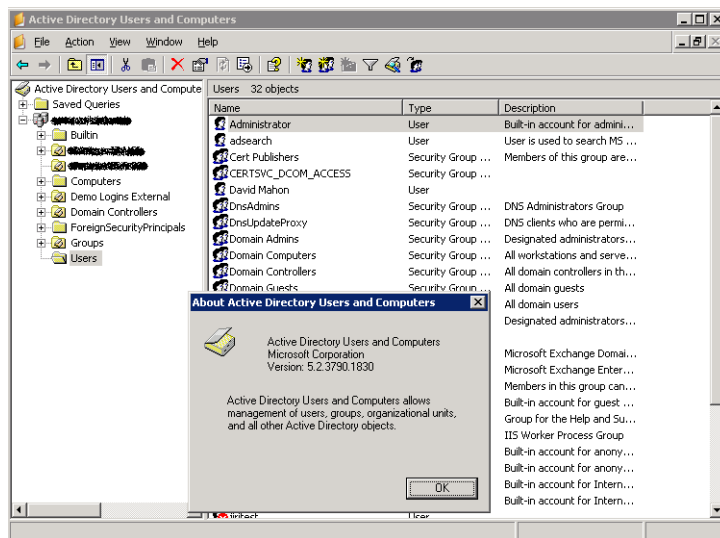 Active Directory Users and Computers
File Action View Window Help
Active Directory Users and Compute
Saved Queries
Builtin
Computers
Demo Logins External
Domain Controllers
ForeignSecurityPrincipals
Groups
Users
Users 32 objects
Name Type Description
Administrator User Built-in account for admini...
adsearch User User is used to search MS ...
Cert Publishers Security Group ... Members of this group are...
CERTSVC_DCOM_ACCESS Security Group ...
David Mahon User
DnsAdmins Security Group ... DNS Administrators Group
DnsUpdateProxy Security Group ... DNS clients who are permi...
Domain Admins Security Group ... Designated administrators...
Domain Computers Security Group ... All workstations and serve...
Domain Controllers Security Group ... All domain controllers in th...
Domain Guests Security Group ... All domain guests
All domain users
Designated administrators...
Microsoft Exchange Domai...
Microsoft Exchange Enter...
Members in this group can...
Built-in account for guest ...
Group for the Help and Su...
IIS Worker Process Group
Built-in account for anony...
Built-in account for anony...
Built-in account for Intern...
Built-in account for Intern...
User
About Active Directory Users and Computers
Active Directory Users and Computers
Microsoft Corporation
Version: 5.2.3790.1830
Active Directory Users and Computers allows
management of users, groups, organizational units,
and all other Active Directory objects.
OK